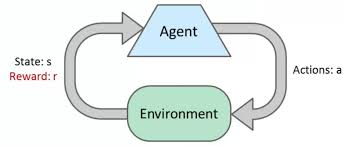 Agent
State: s
Reward: r
Actions: a
Environment